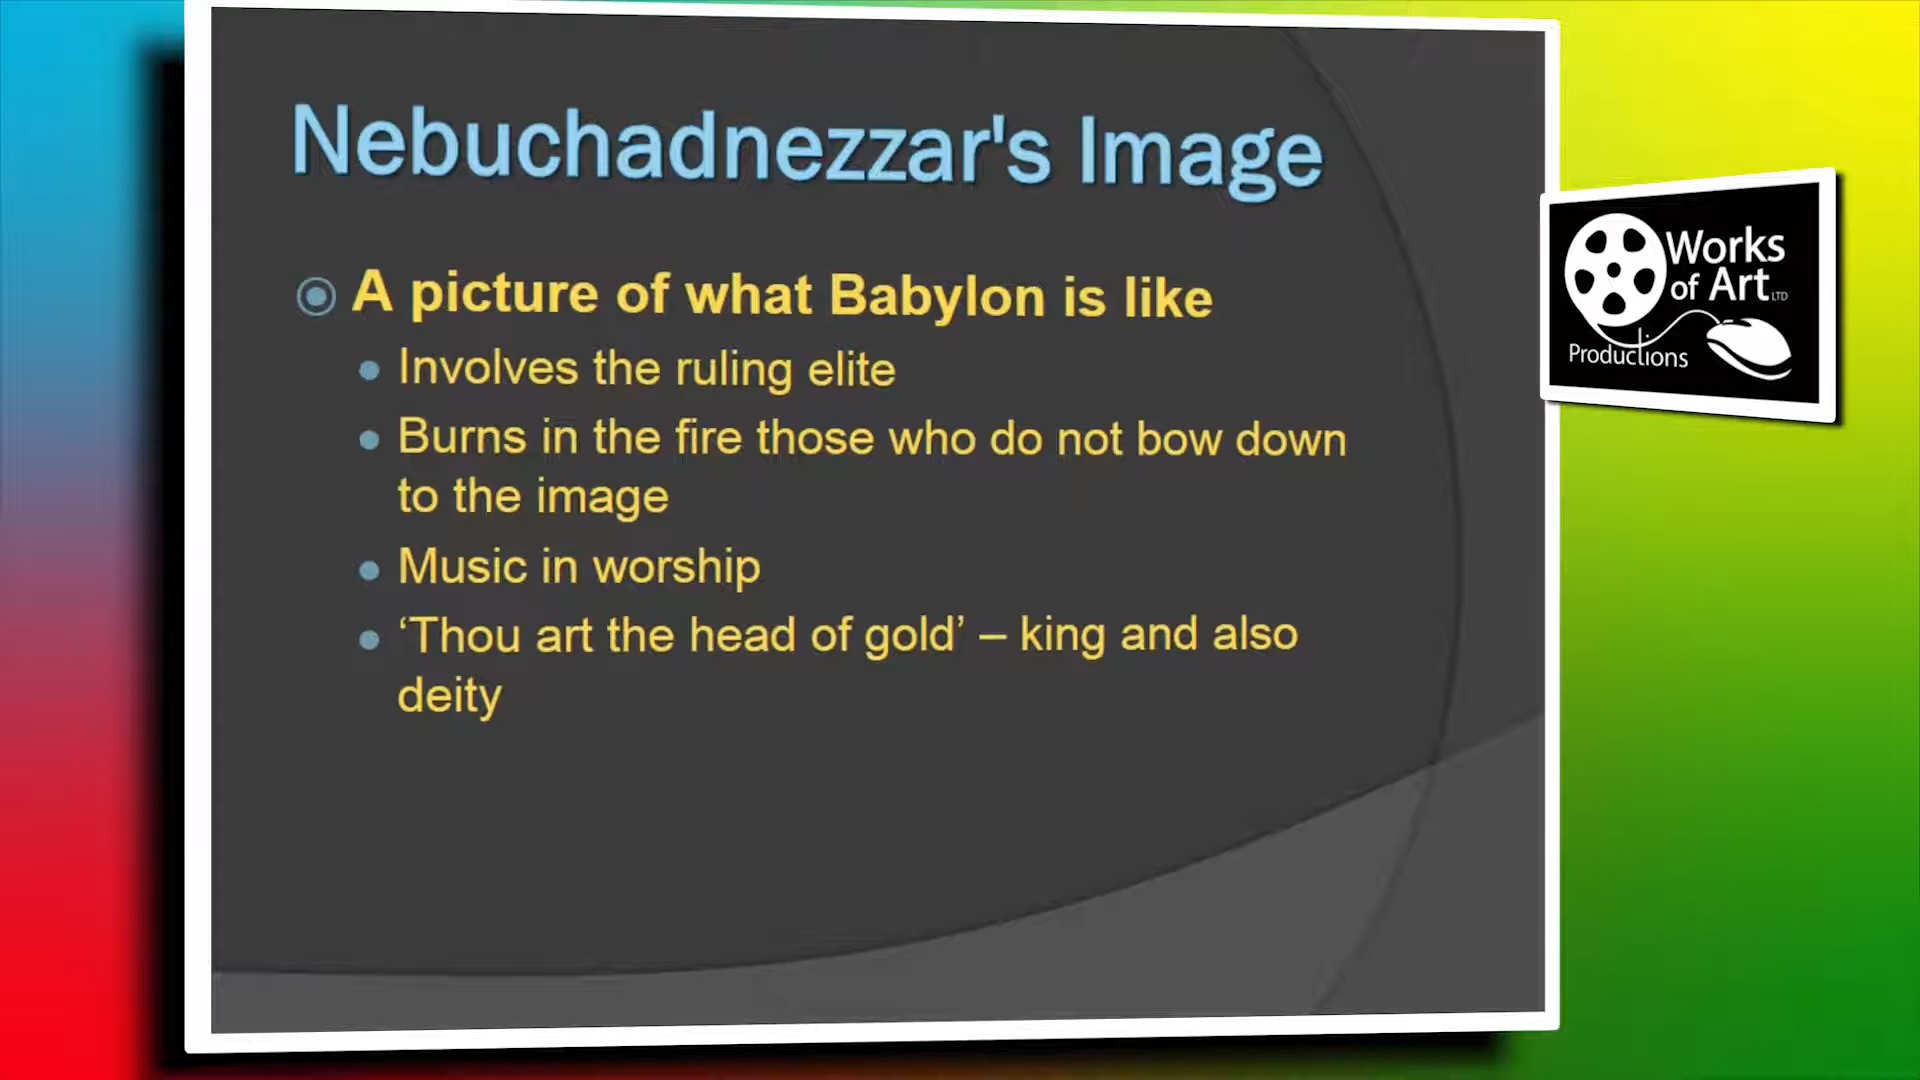 Nebuchadnezzar's Image
A picture of what Babylon is like
Involves the ruling elite
Burns in the fire those who do not bow down
to the image
Music in worship
‘Thou art the head of gold’ – king and also
deity
Works
of Art LTD
Productions